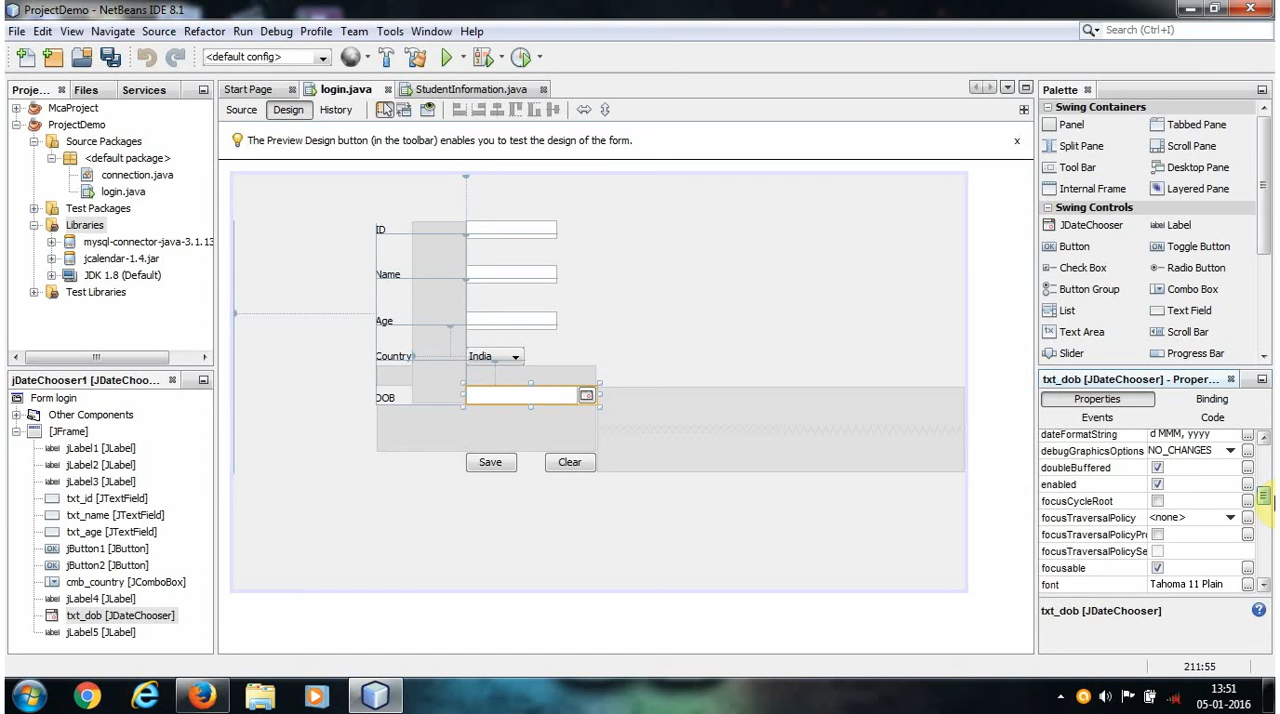 ProjectDemo - NetBeans IDE 8.1
File Edit View Navigate Source Refactor Run Debug Profile Team Tools Window Help
Search (Ctrl+I)
<default config>
Proje... Files Services
Start Page login.java StudentInformation.java
Palette
McaProject
ProjectDemo
Source Packages
<default package>
connection.java
login.java
Test Packages
Libraries
mysql-connector-java-3.1.13
jcalendar-1.4.jar
JDK 1.8 (Default)
Test Libraries
Source Design History
The Preview Design button (in the toolbar) enables you to test the design of the form.
x
ID
Name
Age
Country India
DOB
Save Clear
Swing Containers
Panel Tabbed Pane
Split Pane Scroll Pane
Tool Bar Desktop Pane
Internal Frame Layered Pane
Swing Controls
JDateChooser Label
Button Toggle Button
Check Box Radio Button
Button Group Combo Box
List Text Field
Text Area Scroll Bar
Slider Progress Bar
jDateChooser1 [JDateChoo...
Form login
Other Components
[JFrame]
jLabel1 [JLabel]
jLabel2 [JLabel]
jLabel3 [JLabel]
txt_id [JTextField]
txt_name [JTextField]
txt_age [JTextField]
jButton1 [JButton]
jButton2 [JButton]
cmb_country [JComboBox]
jLabel4 [JLabel]
txt_dob [JDateChooser]
jLabel5 [JLabel]
txt_dob [JDateChooser] - Proper...
Properties Binding
Events Code
dateFormatString d MMM, yyyy
debugGraphicsOptions NO_CHANGES
doubleBuffered
enabled
focusCycleRoot
focusTraversalPolicy <none>
focusTraversalPolicyPro
focusTraversalPolicySe
focusable
font Tahoma 11 Plain
txt_dob [JDateChooser]
211:55
13:51
05-01-2016